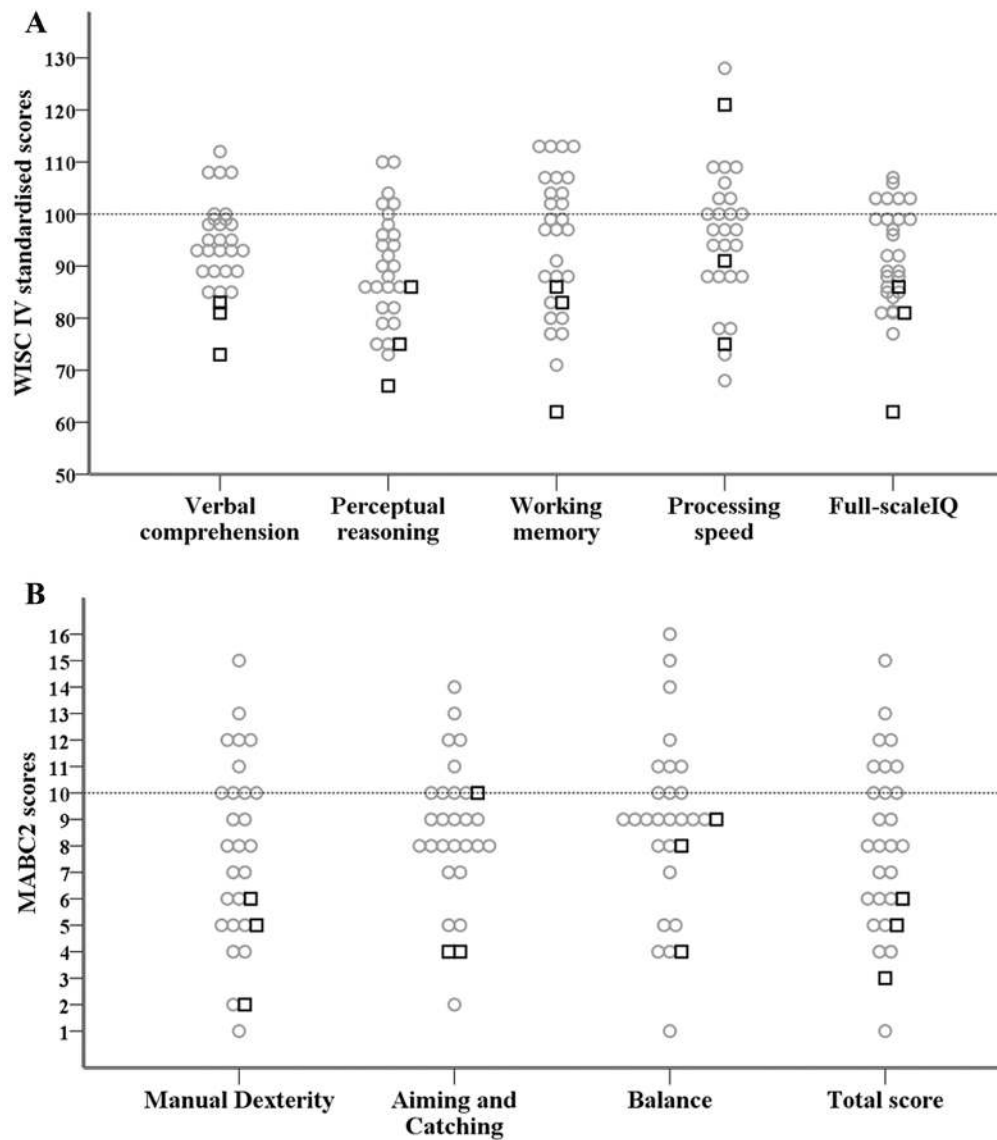 A
WISC IV standardised scores
130
120
110
100
90
80
70
60
50
Verbal
comprehension
Perceptual
reasoning
Working
memory
Processing
speed
Full-scaleIQ
B
MABC2 scores
16
15
14
13
12
11
10
9
8
7
6
5
4
3
2
1
Manual Dexterity
Aiming and
Catching
Balance
Total score